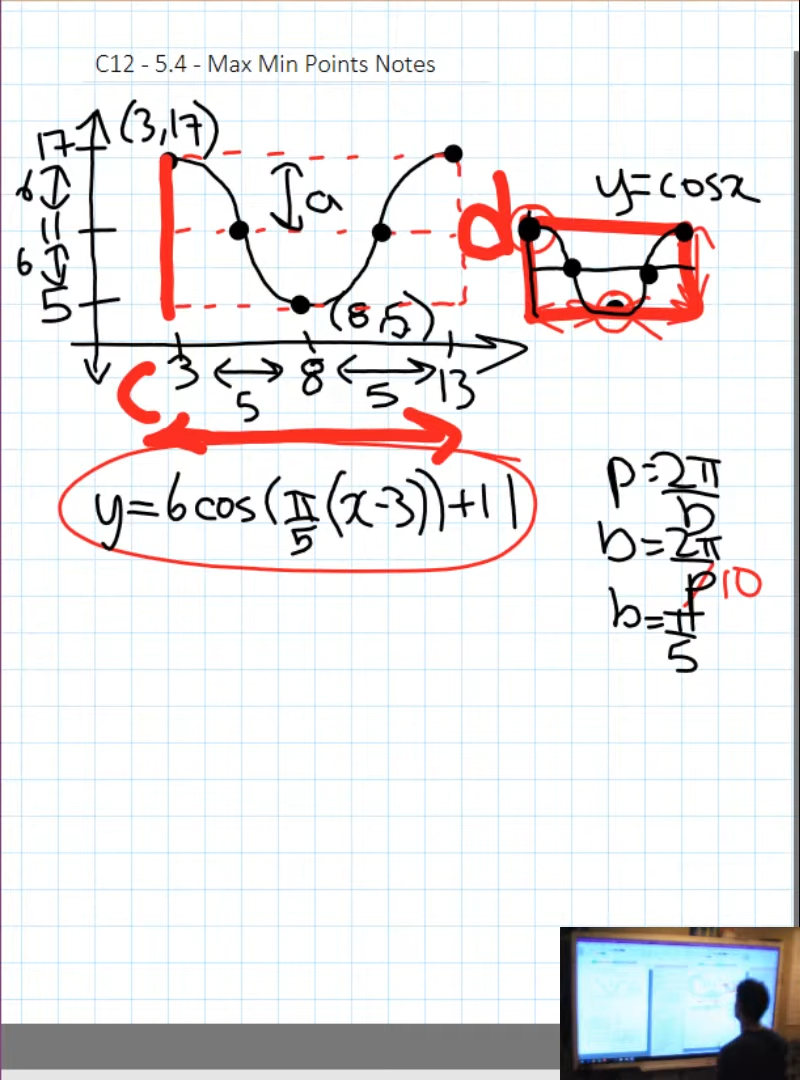 C12 - 5.4 - Max Min Points Notes
(3,17)
17
6
a
d
y=cosx
11
6
5
(8,5)
3
8
13
5
5
C
y=6cos(π/5(x-3))+11
p=2π/b
b=2π/p 10
b=π/5